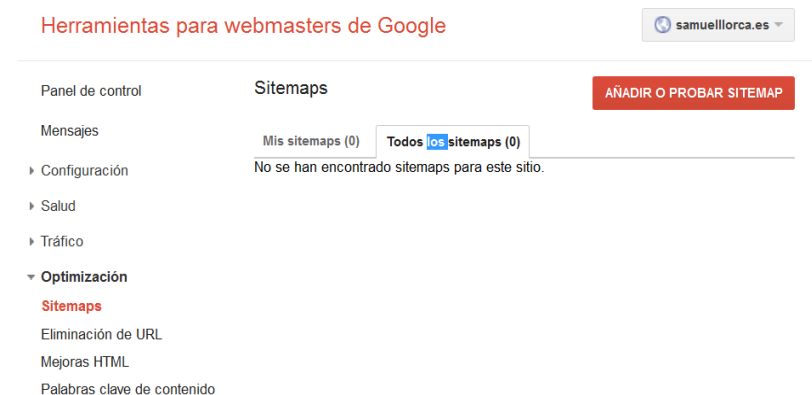 Herramientas para webmasters de Google
samuelllorca.es
Panel de control
Mensajes
Configuración
Salud
Tráfico
Optimización
Sitemaps
Eliminación de URL
Mejoras HTML
Palabras clave de contenido
Sitemaps
AÑADIR O PROBAR SITEMAP
Mis sitemaps (0)
Todos los sitemaps (0)
No se han encontrado sitemaps para este sitio.